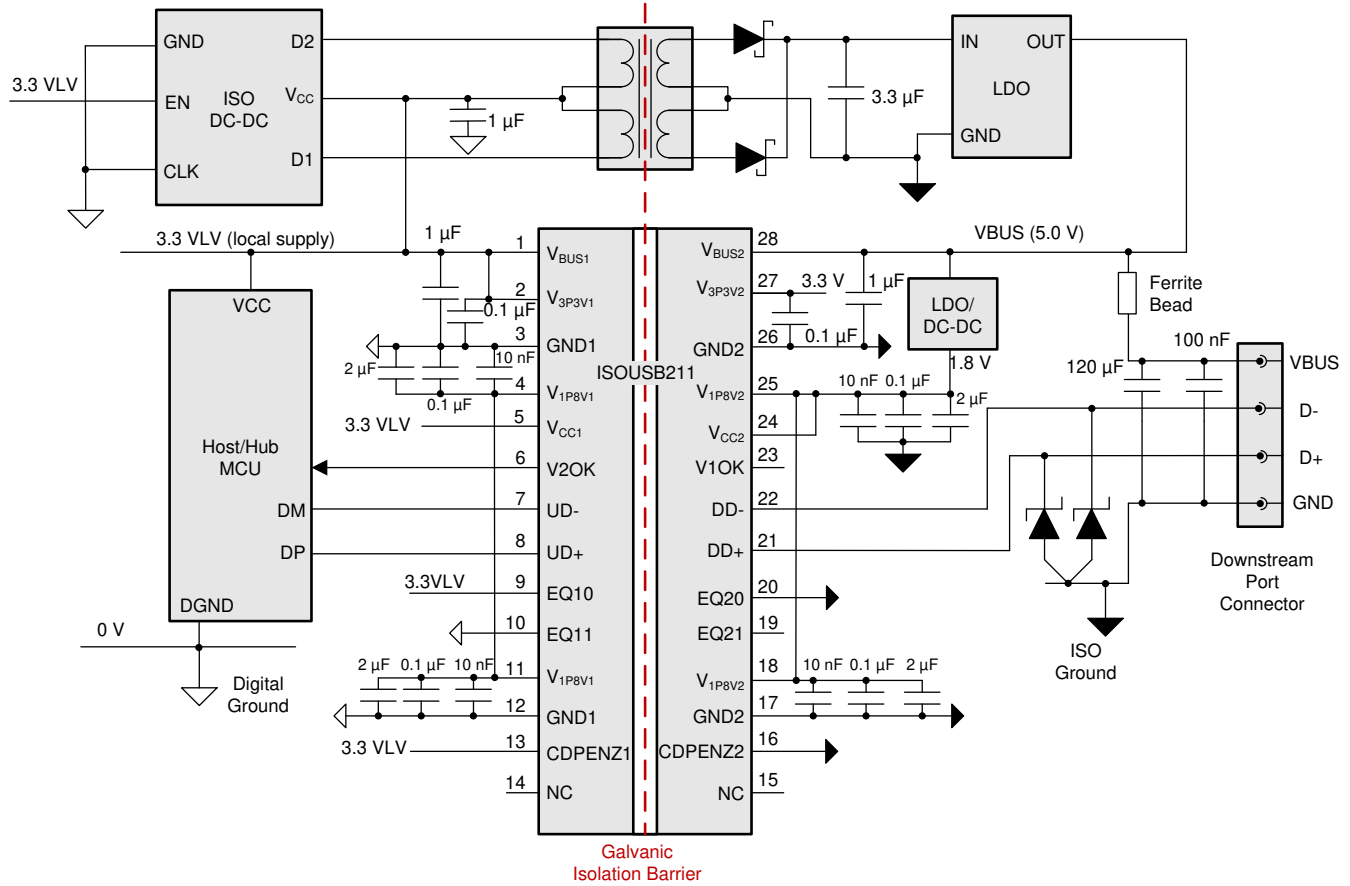 GND
D2
3.3 VLV
EN
ISO
DC-DC
VCC
1 µF
CLK
D1
3.3 µF
IN
OUT
LDO
GND
3.3 VLV (local supply)
VCC
Host/Hub
MCU
DM
DP
DGND
0 V
Digital
Ground
1 µF
0.1 µF
2 µF
10 nF
0.1 µF
3.3 VLV
3.3VLV
2 µF
0.1 µF
10 nF
3.3 VLV
1
VBUS1
2
V3P3V1
3
GND1
4
V1P8V1
5
VCC1
6
V2OK
7
UD-
8
UD+
9
EQ10
10
EQ11
11
V1P8V1
12
GND1
13
CDPENZ1
14
NC
ISOUSB211
VBUS2
28
V3P3V2
27
GND2
26
V1P8V2
25
VCC2
24
V1OK
23
DD-
22
DD+
21
EQ20
20
EQ21
19
V1P8V2
18
GND2
17
CDPENZ2
16
NC
15
VBUS (5.0 V)
3.3 V
1 µF
0.1 µF
LDO/
DC-DC
1.8 V
10 nF
0.1 µF
2 µF
10 nF
0.1 µF
2 µF
Ferrite
Bead
100 nF
120 µF
VBUS
D-
D+
GND
Downstream
Port
Connector
ISO
Ground
Galvanic
Isolation Barrier